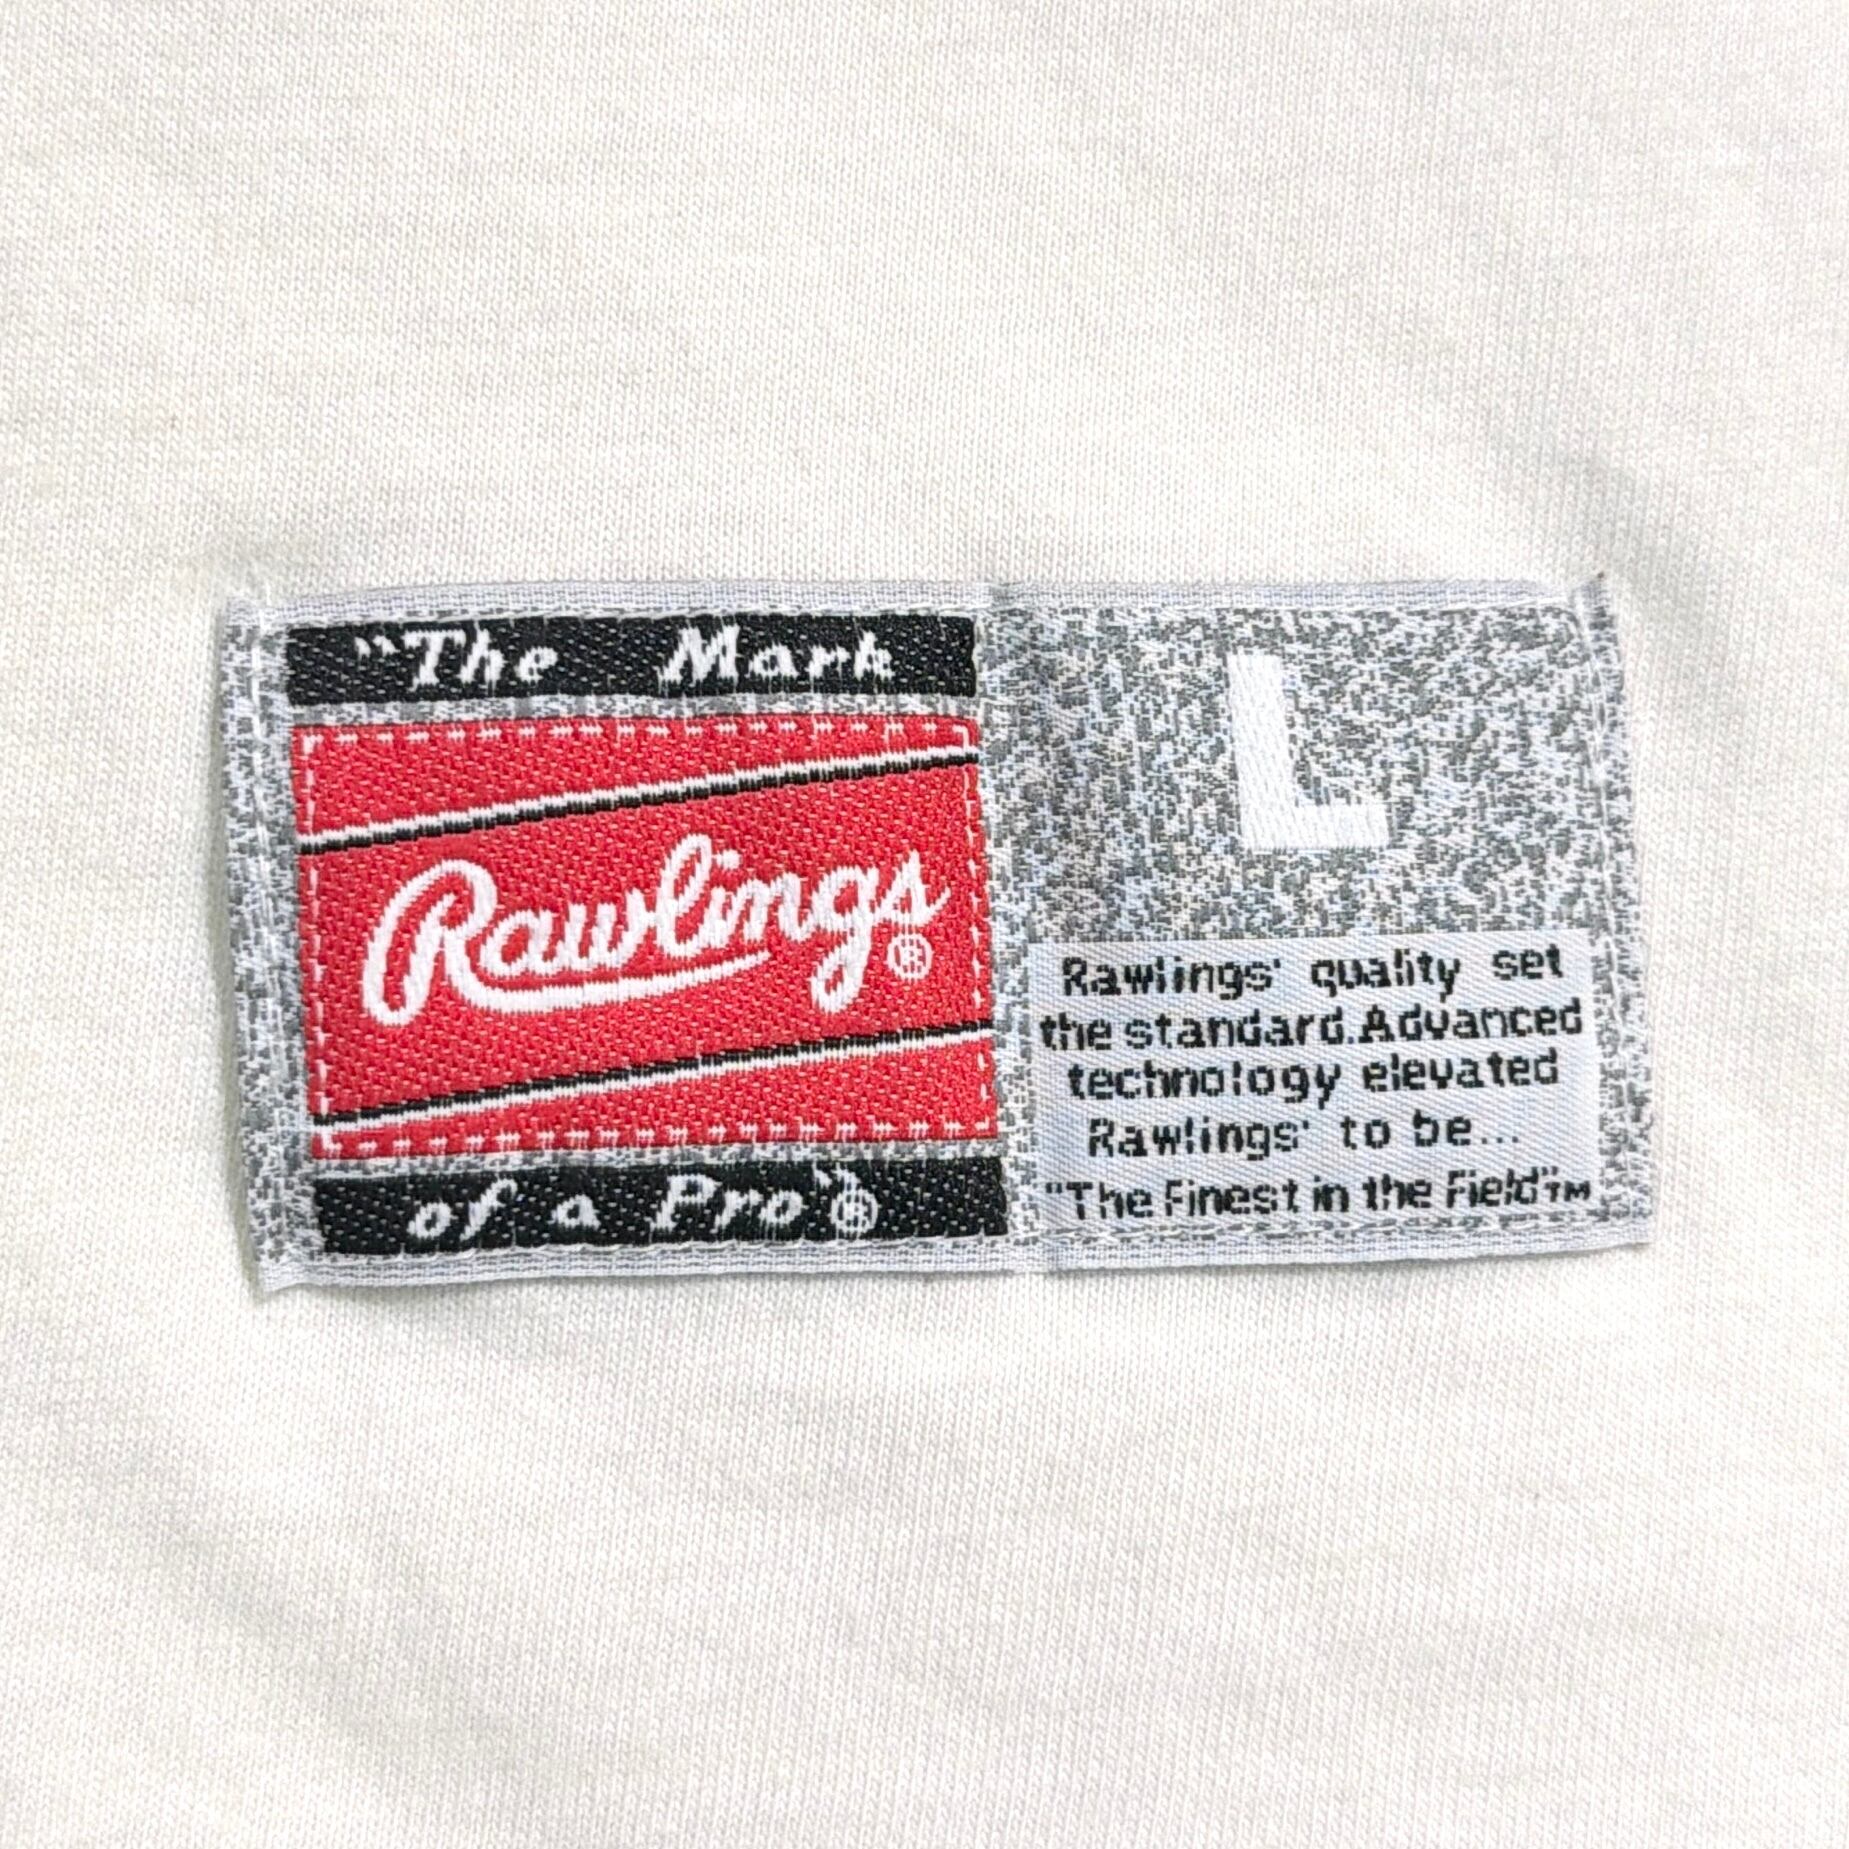 "The Mark
Rawlings®
of a Pro"®
L
Rawlings' quality set
the standard.Advanced
technology elevated
Rawlings' to be...
"The Finest in the Field"™